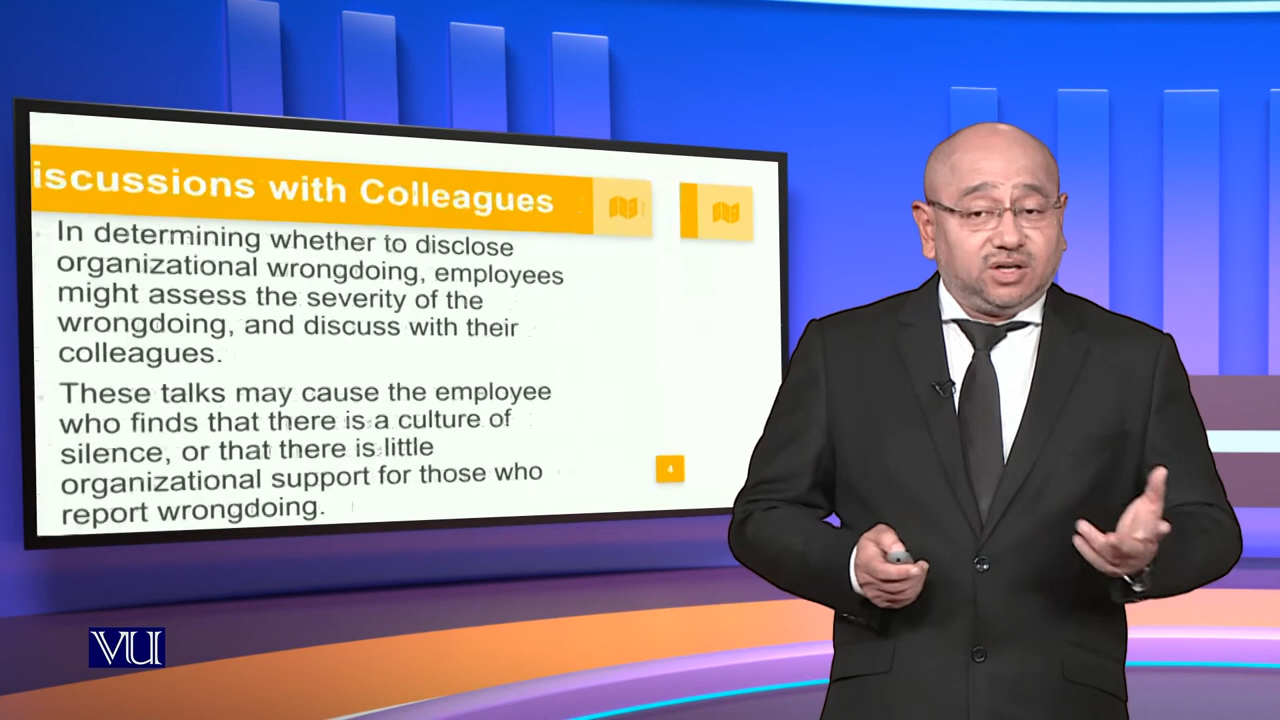 iscussions with Colleagues
In determining whether to disclose
organizational wrongdoing, employees
might assess the severity of the
wrongdoing, and discuss with their
colleagues.
These talks may cause the employee
who finds that there is a culture of
silence, or that there is little
organizational support for those who
report wrongdoing.
4
VU